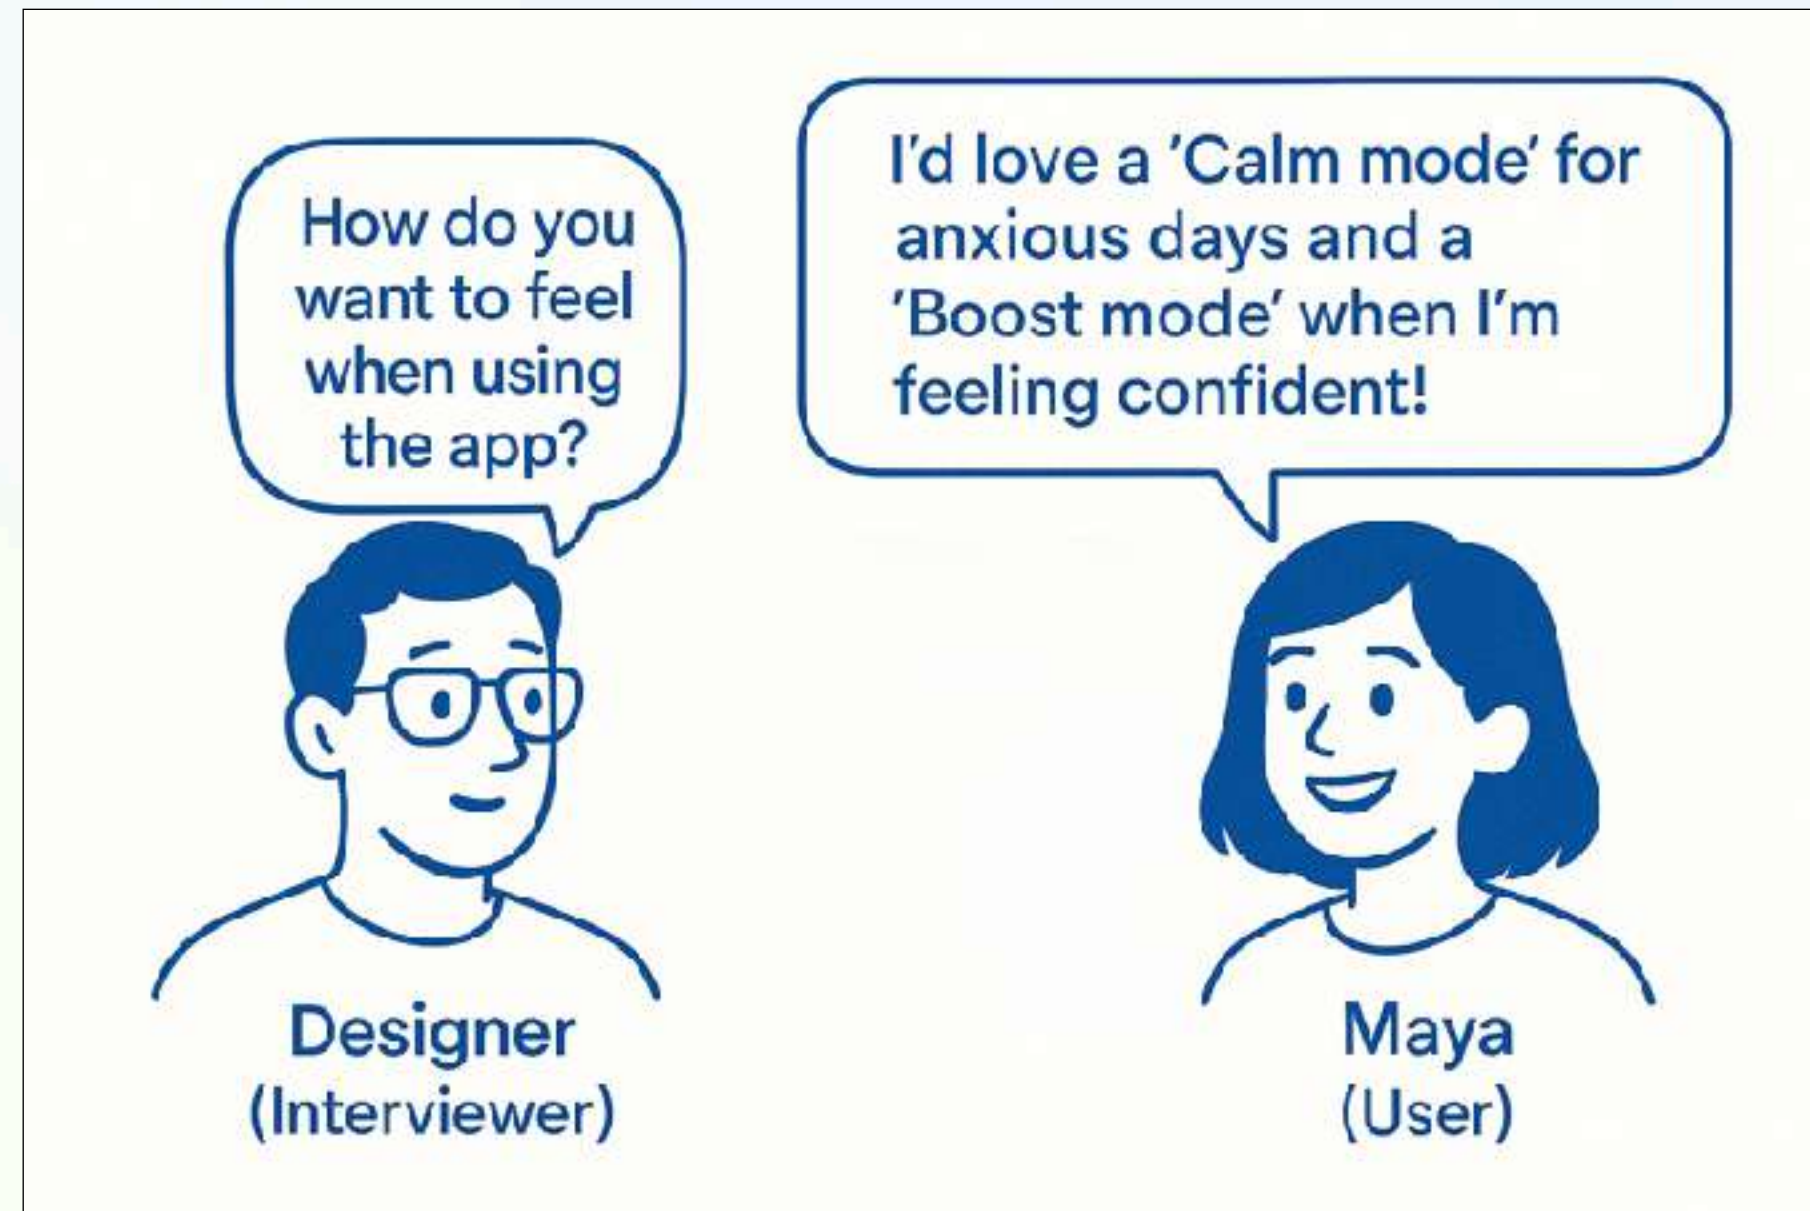 How do you
want to feel
when using
the app?
I'd love a 'Calm mode' for
anxious days and a
'Boost mode' when I'm
feeling confident!
Designer
(Interviewer)
Maya
(User)